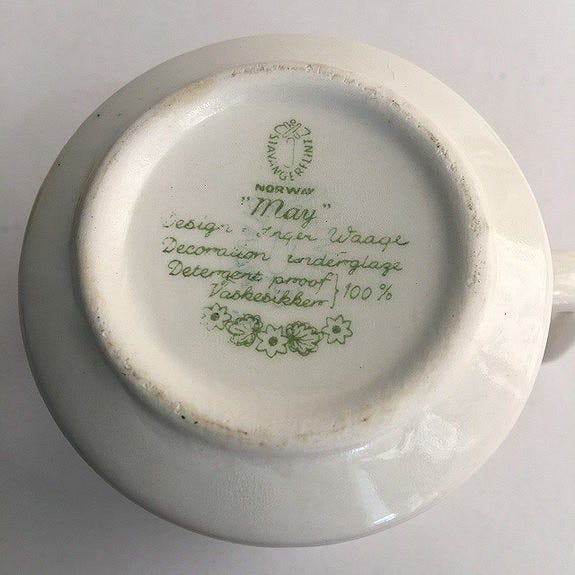 STAVANGERFLINT
NORWAY
"May"
Design: Inger Waage
Decoration underglaze
Detergent proof } 100 %
Vaskesikker